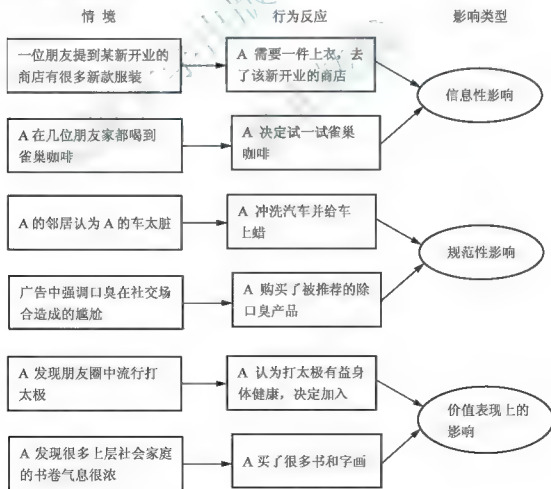 情 境
行为反应
影响类型
一位朋友提到某新开业的
商店有很多新款服装
A 需要一件上衣，去
了该新开业的商店
信息性影响
A 在几位朋友家都喝到
雀巢咖啡
A 决定试一试雀巢
咖啡
A 的邻居认为 A 的车太脏
A 冲洗汽车并给车
上蜡
规范性影响
广告中强调口臭在社交场
合造成的尴尬
A 购买了被推荐的除
口臭产品
A 发现朋友圈中流行打
太极
A 认为打太极有益身
体健康，决定加入
价值表现上的
影响
A 发现很多上层社会家庭
的书卷气息很浓
A 买了很多书和字画